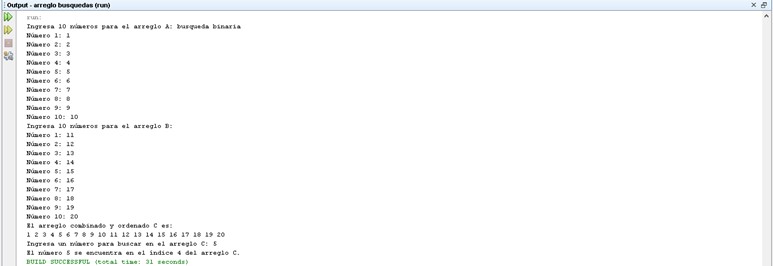 Output - arreglo busquedas (run)
run:
Ingresa 10 números para el arreglo A; busqueda binaria
Número 1: 1
Número 2: 2
Número 3: 3
Número 4: 4
Número 5: 5
Número 6: 6
Número 7: 7
Número 8: 8
Número 9: 9
Número 10: 10
Ingresa 10 números para el arreglo B:
Número 1: 11
Número 2: 12
Número 3: 13
Número 4: 14
Número 5: 15
Número 6: 16
Número 7: 17
Número 8: 18
Número 9: 19
Número 10: 20
El arreglo combinado y ordenado C es:
1 2 3 4 5 6 7 8 9 10 11 12 13 14 15 16 17 18 19 20
Ingresa un número para buscar en el arreglo C: 5
El número 5 se encuentra en el índice 4 del arreglo C.
BUILD SUCCESSFUL (total time: 31 seconds)